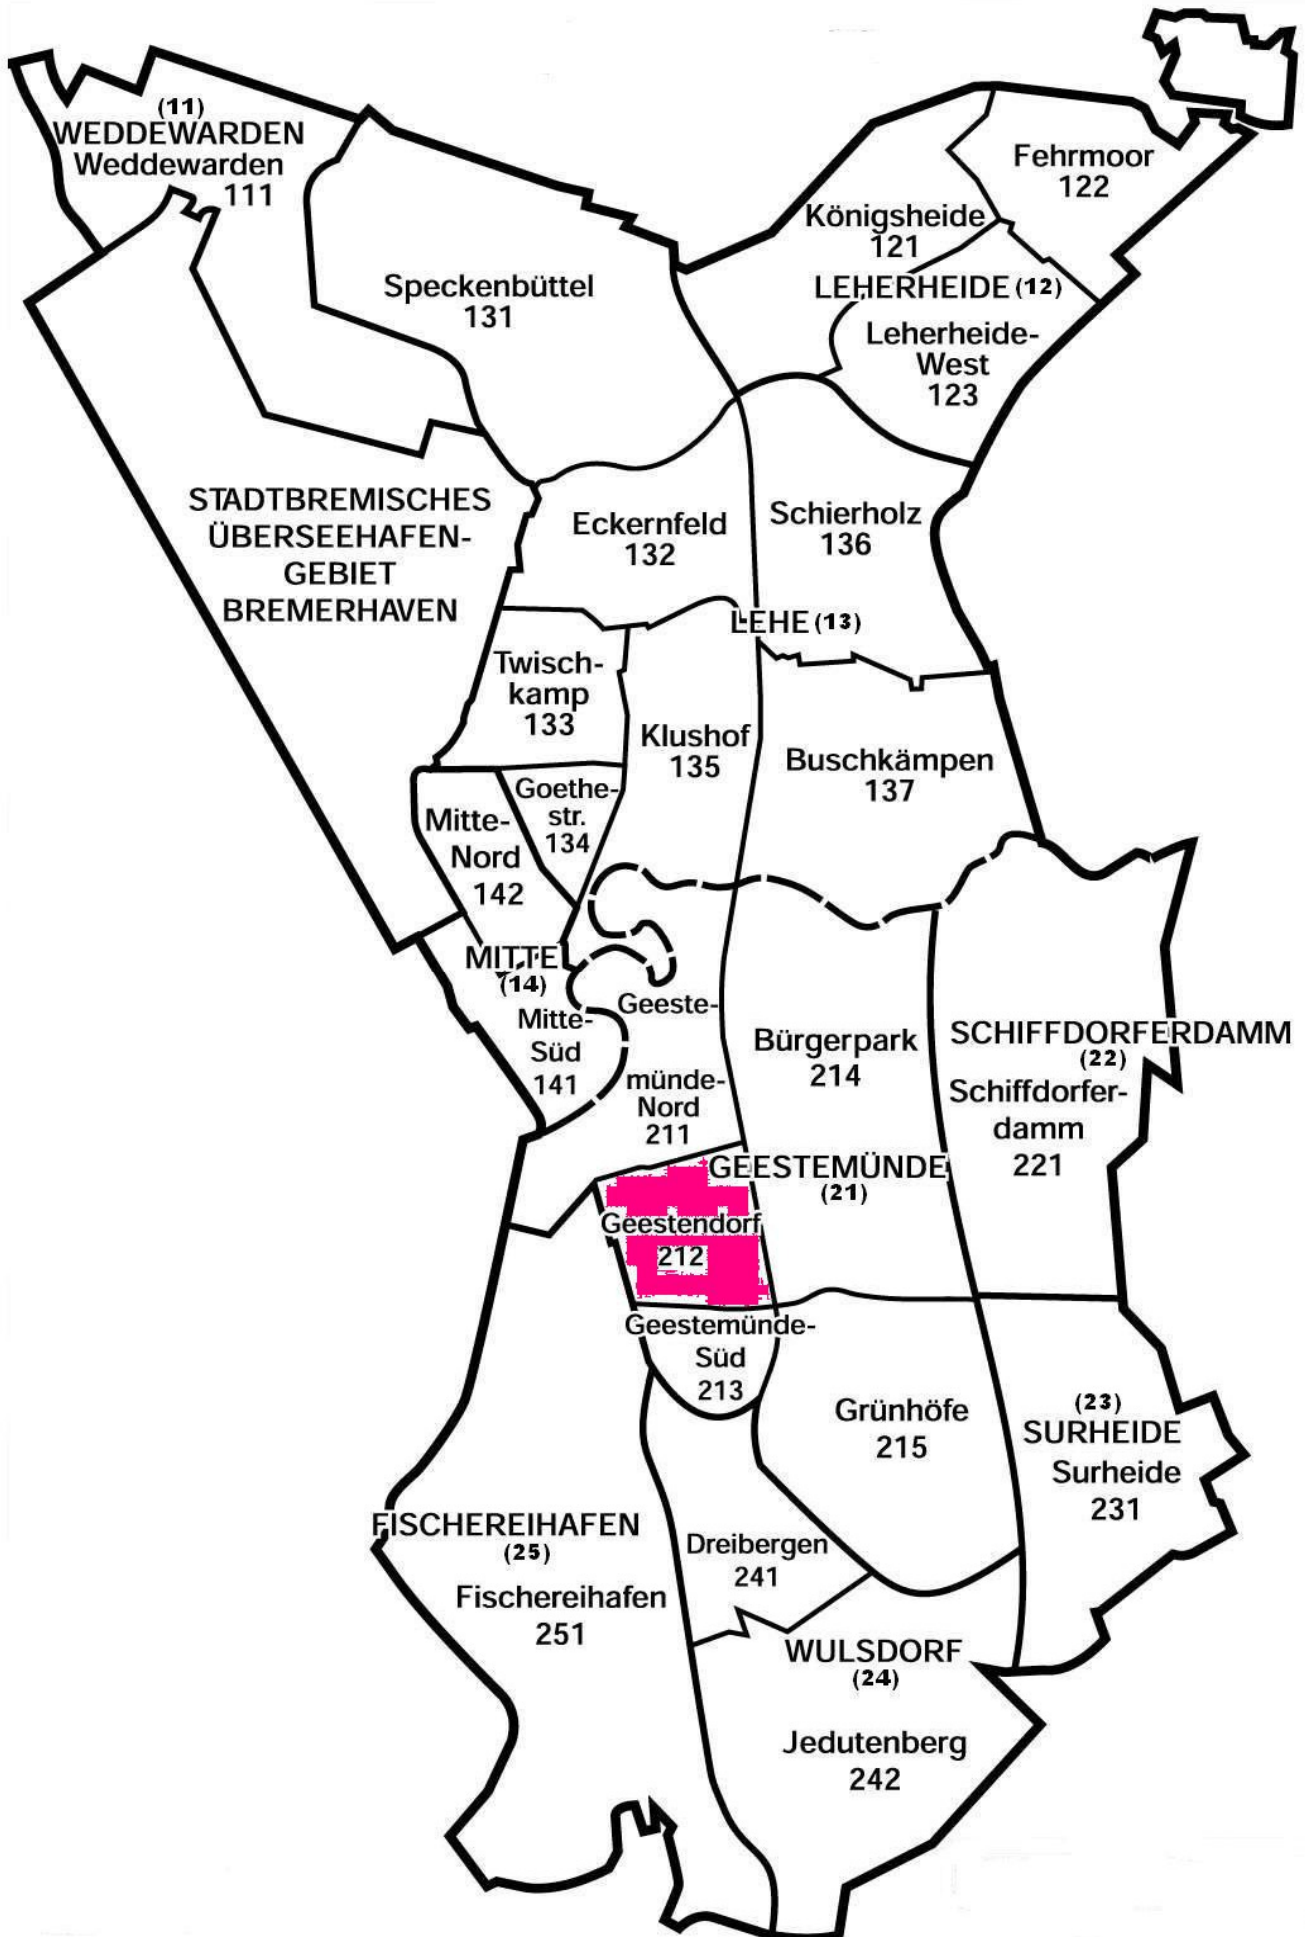 (11)
WEDDEWARDEN
Weddewarden
111
Fehrmoor
122
Königsheide
121
LEHERHEIDE (12)
Leherheide-
West
123
Speckenbüttel
131
STADTBREMISCHES
ÜBERSEEHAFEN-
GEBIET
BREMERHAVEN
Eckernfeld
132
Schierholz
136
LEHE (13)
Twisch-
kamp
133
Klushof
135
Buschkämpen
137
Goethe-
str.
134
Mitte-
Nord
142
MITTE
(14)
Mitte-
Süd
141
Geeste-
münde-
Nord
211
Bürgerpark
214
SCHIFFDORFERDAMM
(22)
Schiffdorfer-
damm
221
GEESTEMÜNDE
(21)
Geestendorf
212
Geestemünde-
Süd
213
Grünhöfe
215
(23)
SURHEIDE
Surheide
231
FISCHEREIHAFEN
(25)
Fischereihafen
251
Dreibergen
241
WULSDORF
(24)
Jedutenberg
242